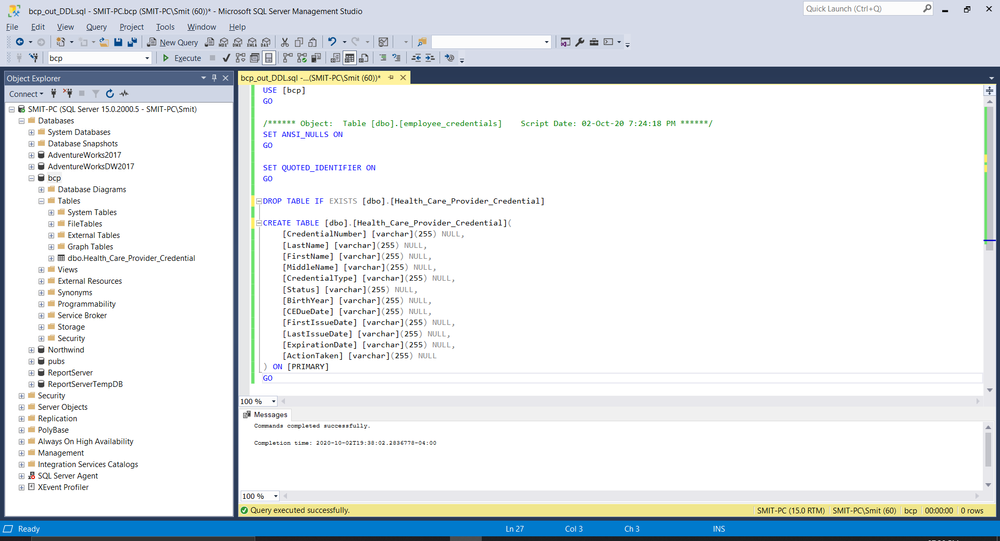 bcp_out_DDL.sql - SMIT-PC.bcp (SMIT-PC\Smit (60))* - Microsoft SQL Server Management Studio
Quick Launch (Ctrl+Q)
File Edit View Query Project Tools Window Help
New Query MDX DMX XMLA DAX
bcp Execute
Object Explorer
Connect
SMIT-PC (SQL Server 15.0.2000.5 - SMIT-PC\Smit)
Databases
System Databases
Database Snapshots
AdventureWorks2017
AdventureWorksDW2017
bcp
Database Diagrams
Tables
System Tables
FileTables
External Tables
Graph Tables
dbo.Health_Care_Provider_Credential
Views
External Resources
Synonyms
Programmability
Service Broker
Storage
Security
Northwind
pubs
ReportServer
ReportServerTempDB
Security
Server Objects
Replication
PolyBase
Always On High Availability
Management
Integration Services Catalogs
SQL Server Agent
XEvent Profiler
bcp_out_DDL.sql -...(SMIT-PC\Smit (60))*
USE [bcp]
GO
/****** Object:  Table [dbo].[employee_credentials]    Script Date: 02-Oct-20 7:24:18 PM ******/
SET ANSI_NULLS ON
GO
SET QUOTED_IDENTIFIER ON
GO
DROP TABLE IF EXISTS [dbo].[Health_Care_Provider_Credential]
CREATE TABLE [dbo].[Health_Care_Provider_Credential](
[CredentialNumber] [varchar](255) NULL,
[LastName] [varchar](255) NULL,
[FirstName] [varchar](255) NULL,
[MiddleName] [varchar](255) NULL,
[CredentialType] [varchar](255) NULL,
[Status] [varchar](255) NULL,
[BirthYear] [varchar](255) NULL,
[CEDueDate] [varchar](255) NULL,
[FirstIssueDate] [varchar](255) NULL,
[LastIssueDate] [varchar](255) NULL,
[ExpirationDate] [varchar](255) NULL,
[ActionTaken] [varchar](255) NULL
) ON [PRIMARY]
GO
100 %
Messages
Commands completed successfully.
Completion time: 2020-10-02T19:38:02.2836778-04:00
100 %
Query executed successfully. SMIT-PC (15.0 RTM) SMIT-PC\Smit (60) bcp 00:00:00 0 rows
Ready Ln 27 Col 3 Ch 3 INS